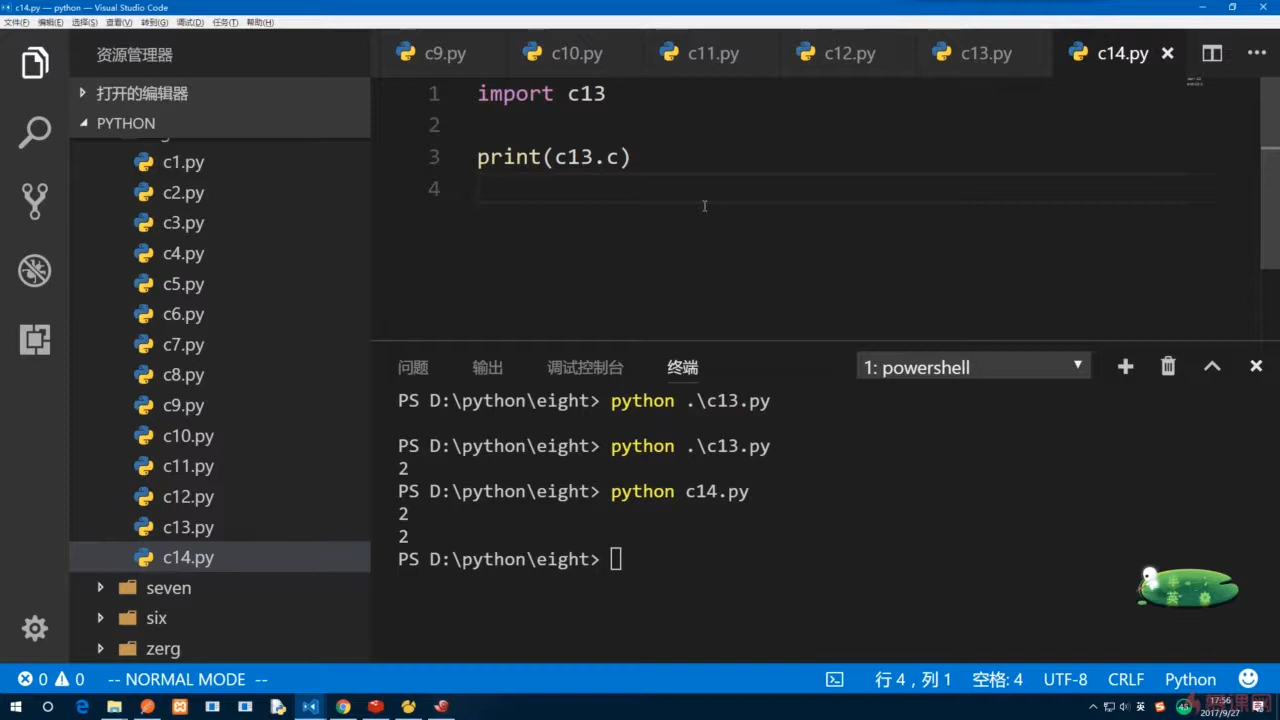 c14.py — python — Visual Studio Code
文件(F) 编辑(E) 选择(S) 查看(V) 转到(G) 调试(D) 任务(T) 帮助(H)
资源管理器
c9.py c10.py c11.py c12.py c13.py c14.py
打开的编辑器
PYTHON
c1.py
c2.py
c3.py
c4.py
c5.py
c6.py
c7.py
c8.py
c9.py
c10.py
c11.py
c12.py
c13.py
c14.py
seven
six
zerg
1 import c13
2
3 print(c13.c)
4
问题 输出 调试控制台 终端 1: powershell
PS D:\python\eight> python .\c13.py
PS D:\python\eight> python .\c13.py
2
PS D:\python\eight> python c14.py
2
2
PS D:\python\eight>
半
英
0 0 -- NORMAL MODE -- 行 4，列 1 空格: 4 UTF-8 CRLF Python
英 45 17:56
2017/9/27
慕课网